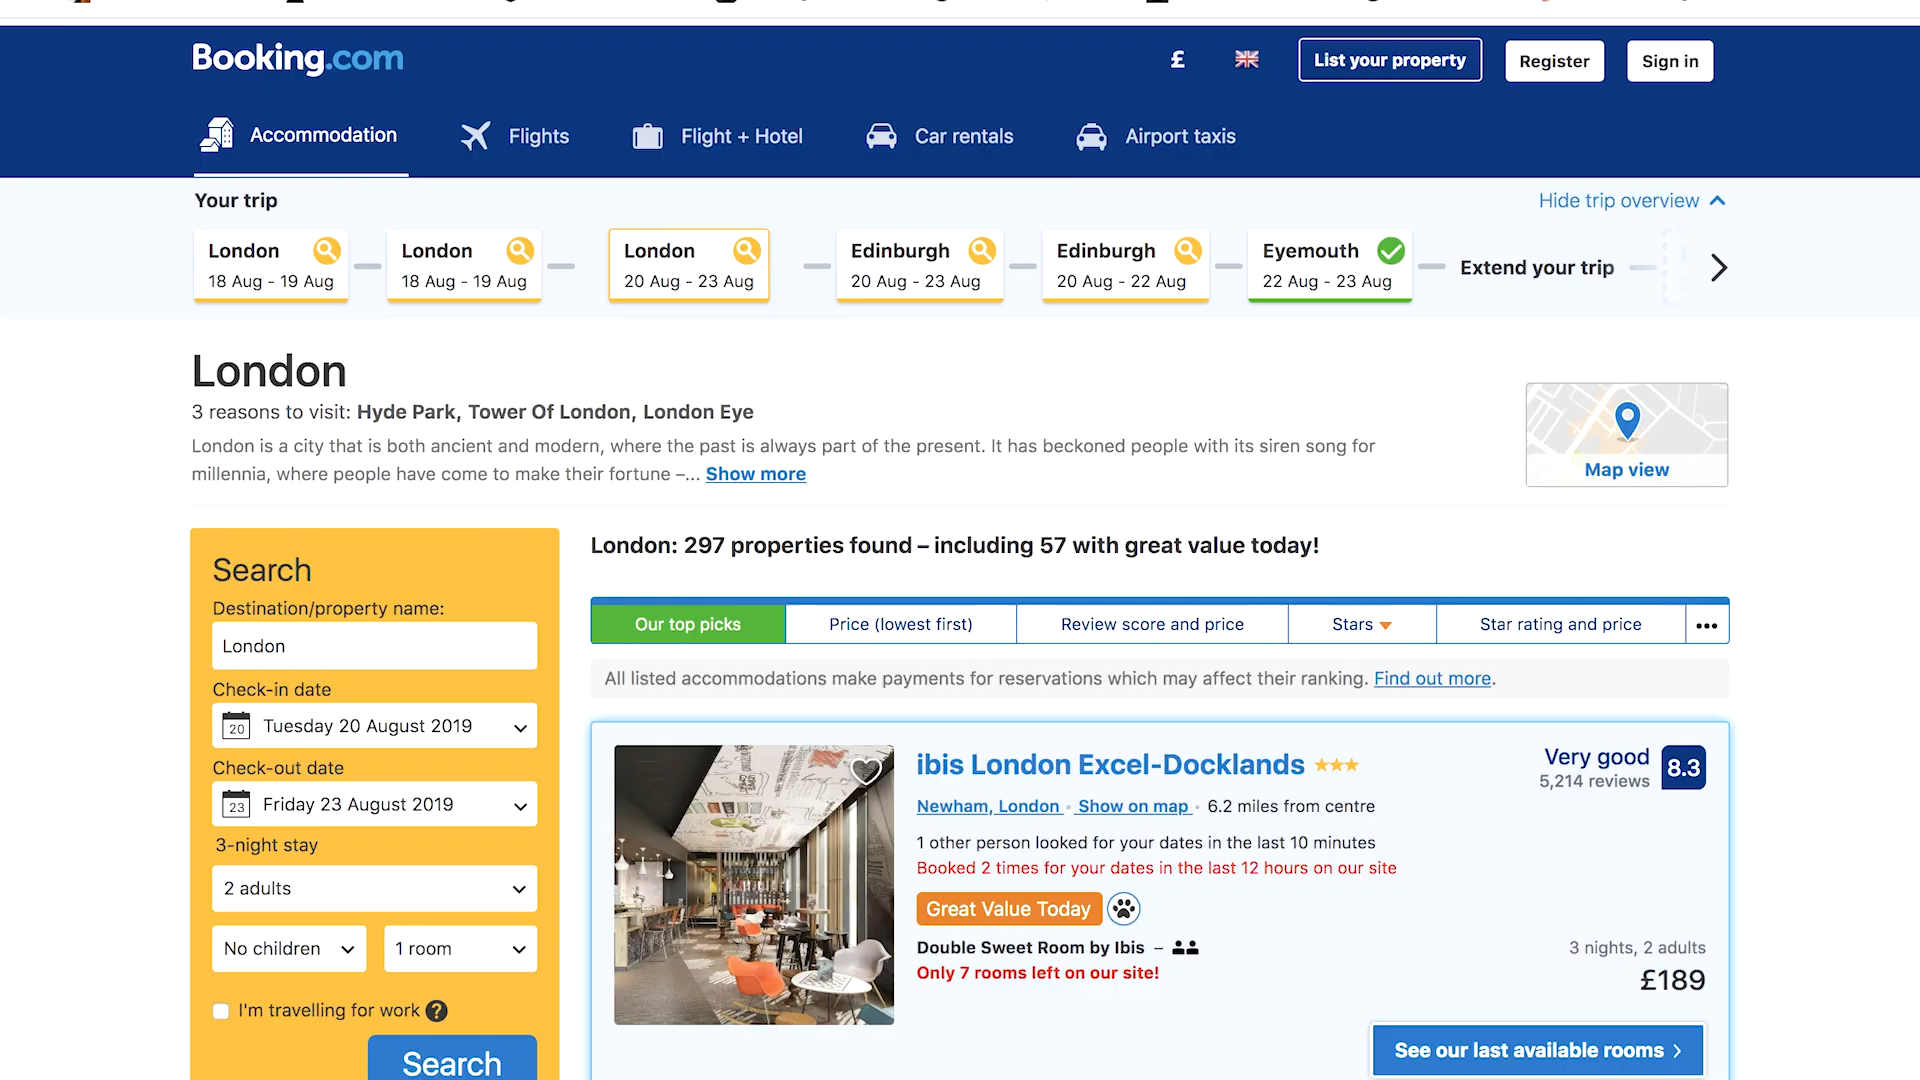 Booking.com
£
List your property
Register
Sign in
Accommodation
Flights
Flight + Hotel
Car rentals
Airport taxis
Your trip
Hide trip overview
London
18 Aug - 19 Aug
London
18 Aug - 19 Aug
London
20 Aug - 23 Aug
Edinburgh
20 Aug - 23 Aug
Edinburgh
20 Aug - 22 Aug
Eyemouth
22 Aug - 23 Aug
Extend your trip
London
3 reasons to visit: Hyde Park, Tower Of London, London Eye
London is a city that is both ancient and modern, where the past is always part of the present. It has beckoned people with its siren song for
millennia, where people have come to make their fortune –... Show more
Map view
Search
Destination/property name:
London
Check-in date
20 Tuesday 20 August 2019
Check-out date
23 Friday 23 August 2019
3-night stay
2 adults
No children
1 room
I'm travelling for work ?
Search
London: 297 properties found – including 57 with great value today!
Our top picks
Price (lowest first)
Review score and price
Stars
Star rating and price
•••
All listed accommodations make payments for reservations which may affect their ranking. Find out more.
ibis London Excel-Docklands
Very good
5,214 reviews
8.3
Newham, London • Show on map • 6.2 miles from centre
1 other person looked for your dates in the last 10 minutes
Booked 2 times for your dates in the last 12 hours on our site
Great Value Today
Double Sweet Room by Ibis –
Only 7 rooms left on our site!
3 nights, 2 adults
£189
See our last available rooms